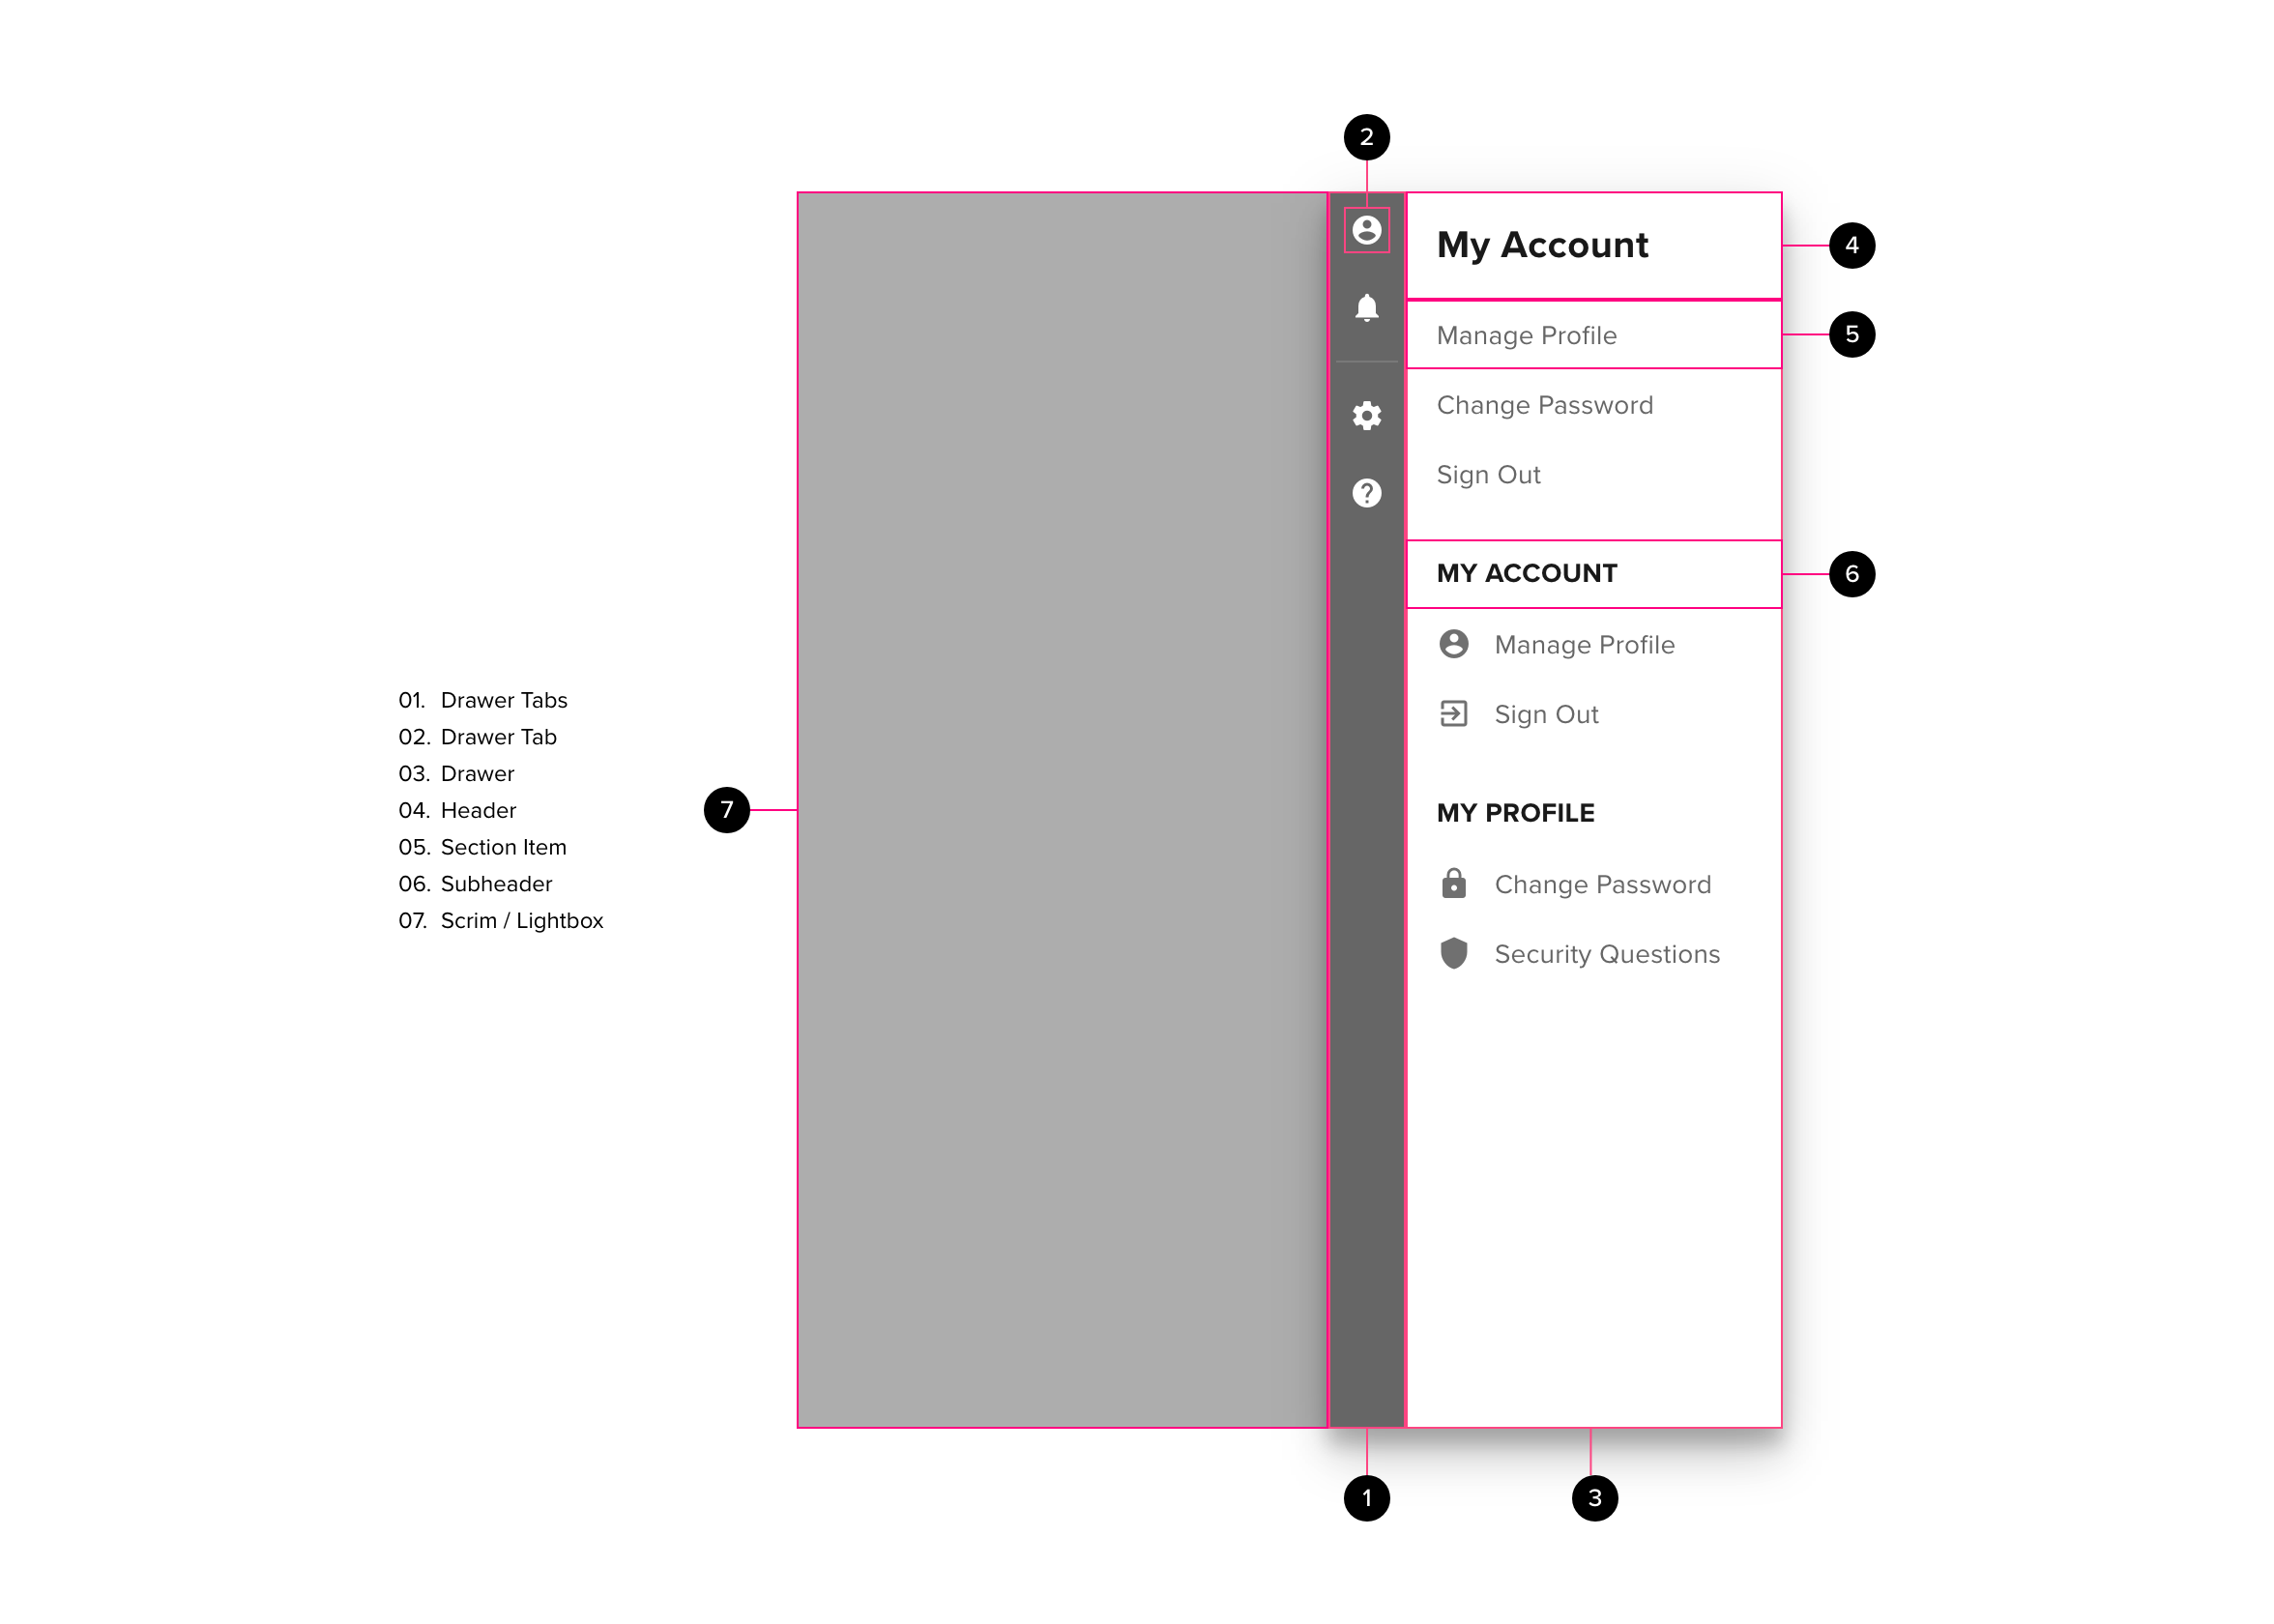 2
My Account
4
Manage Profile
5
Change Password
Sign Out
MY ACCOUNT
6
Manage Profile
Sign Out
MY PROFILE
Change Password
Security Questions
01. Drawer Tabs
02. Drawer Tab
03. Drawer
04. Header
05. Section Item
06. Subheader
07. Scrim / Lightbox
7
1
3